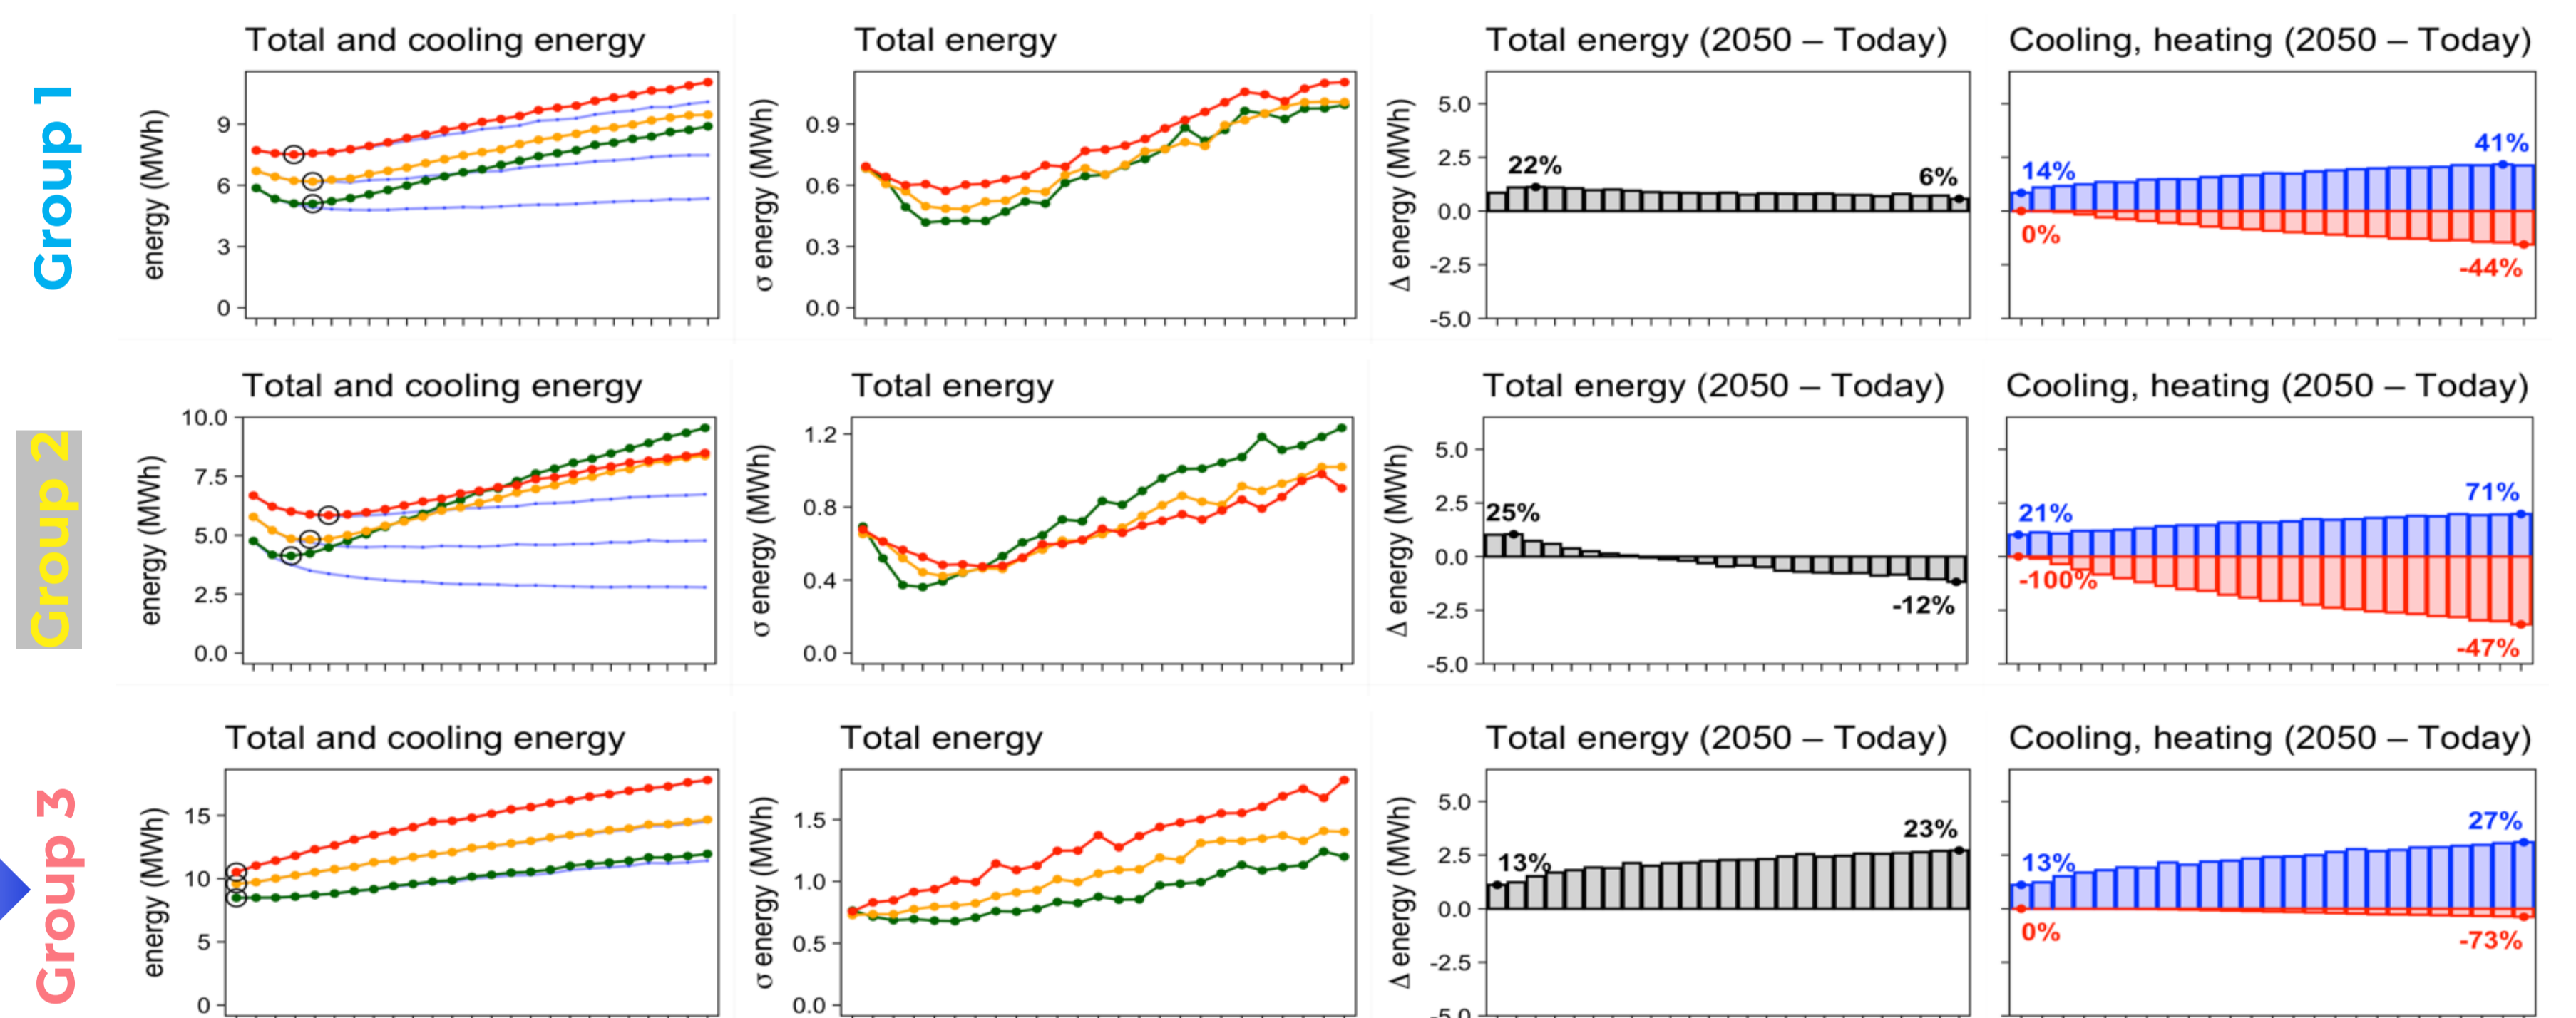 Group 1
Total and cooling energy
energy (MWh)
9
6
3
0
Total energy
σ energy (MWh)
0.9
0.6
0.3
0.0
Total energy (2050 – Today)
Δ energy (MWh)
5.0
2.5
0.0
-2.5
-5.0
22%
6%
Cooling, heating (2050 – Today)
14%
41%
0%
-44%
Group 2
Total and cooling energy
energy (MWh)
10.0
7.5
5.0
2.5
0.0
Total energy
σ energy (MWh)
1.2
0.8
0.4
0.0
Total energy (2050 – Today)
Δ energy (MWh)
5.0
2.5
0.0
-2.5
-5.0
25%
-12%
Cooling, heating (2050 – Today)
21%
71%
-100%
-47%
Group 3
Total and cooling energy
energy (MWh)
15
10
5
0
Total energy
σ energy (MWh)
1.5
1.0
0.5
0.0
Total energy (2050 – Today)
Δ energy (MWh)
5.0
2.5
0.0
-2.5
-5.0
13%
23%
Cooling, heating (2050 – Today)
13%
27%
0%
-73%